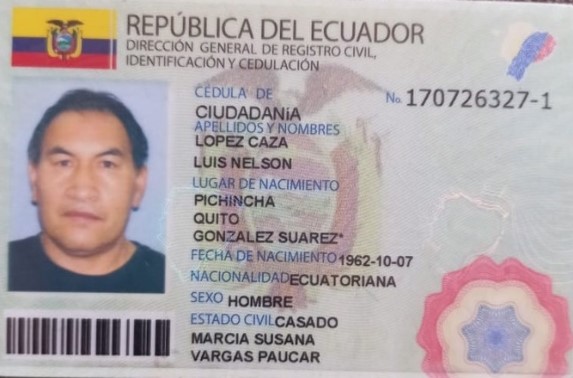 REPÚBLICA DEL ECUADOR
DIRECCIÓN GENERAL DE REGISTRO CIVIL,
IDENTIFICACIÓN Y CEDULACIÓN
CÉDULA DE No. 170726327-1
CIUDADANíA
APELLIDOS Y NOMBRES
LOPEZ CAZA
LUIS NELSON
LUGAR DE NACIMIENTO
PICHINCHA
QUITO
GONZALEZ SUAREZ*
FECHA DE NACIMIENTO 1962-10-07
NACIONALIDAD ECUATORIANA
SEXO HOMBRE
ESTADO CIVIL CASADO
MARCIA SUSANA
VARGAS PAUCAR